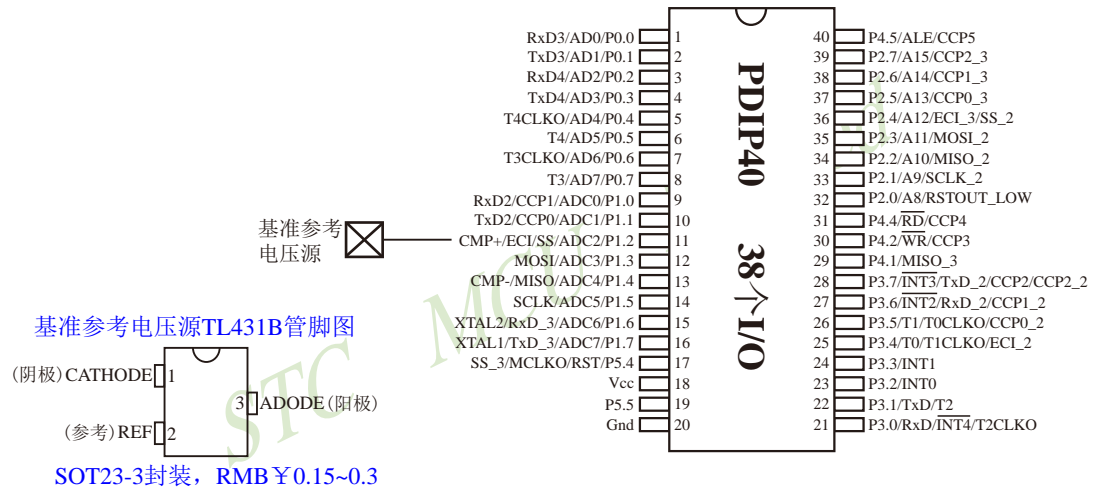 RxD3/AD0/P0.0 1
TxD3/AD1/P0.1 2
RxD4/AD2/P0.2 3
TxD4/AD3/P0.3 4
T4CLKO/AD4/P0.4 5
T4/AD5/P0.5 6
T3CLKO/AD6/P0.6 7
T3/AD7/P0.7 8
RxD2/CCP1/ADC0/P1.0 9
TxD2/CCP0/ADC1/P1.1 10
CMP+/ECI/SS/ADC2/P1.2 11
MOSI/ADC3/P1.3 12
CMP-/MISO/ADC4/P1.4 13
SCLK/ADC5/P1.5 14
XTAL2/RxD_3/ADC6/P1.6 15
XTAL1/TxD_3/ADC7/P1.7 16
SS_3/MCLKO/RST/P5.4 17
Vcc 18
P5.5 19
Gnd 20
PDIP40 38个I/O
40 P4.5/ALE/CCP5
39 P2.7/A15/CCP2_3
38 P2.6/A14/CCP1_3
37 P2.5/A13/CCP0_3
36 P2.4/A12/ECI_3/SS_2
35 P2.3/A11/MOSI_2
34 P2.2/A10/MISO_2
33 P2.1/A9/SCLK_2
32 P2.0/A8/RSTOUT_LOW
31 P4.4/RD/CCP4
30 P4.2/WR/CCP3
29 P4.1/MISO_3
28 P3.7/INT3/TxD_2/CCP2/CCP2_2
27 P3.6/INT2/RxD_2/CCP1_2
26 P3.5/T1/T0CLKO/CCP0_2
25 P3.4/T0/T1CLKO/ECI_2
24 P3.3/INT1
23 P3.2/INT0
22 P3.1/TxD/T2
21 P3.0/RxD/INT4/T2CLKO
基准参考
电压源
基准参考电压源TL431B管脚图
(阴极)CATHODE 1
3 ADODE(阳极)
(参考)REF 2
SOT23-3封装，RMB￥0.15~0.3
STC MCU